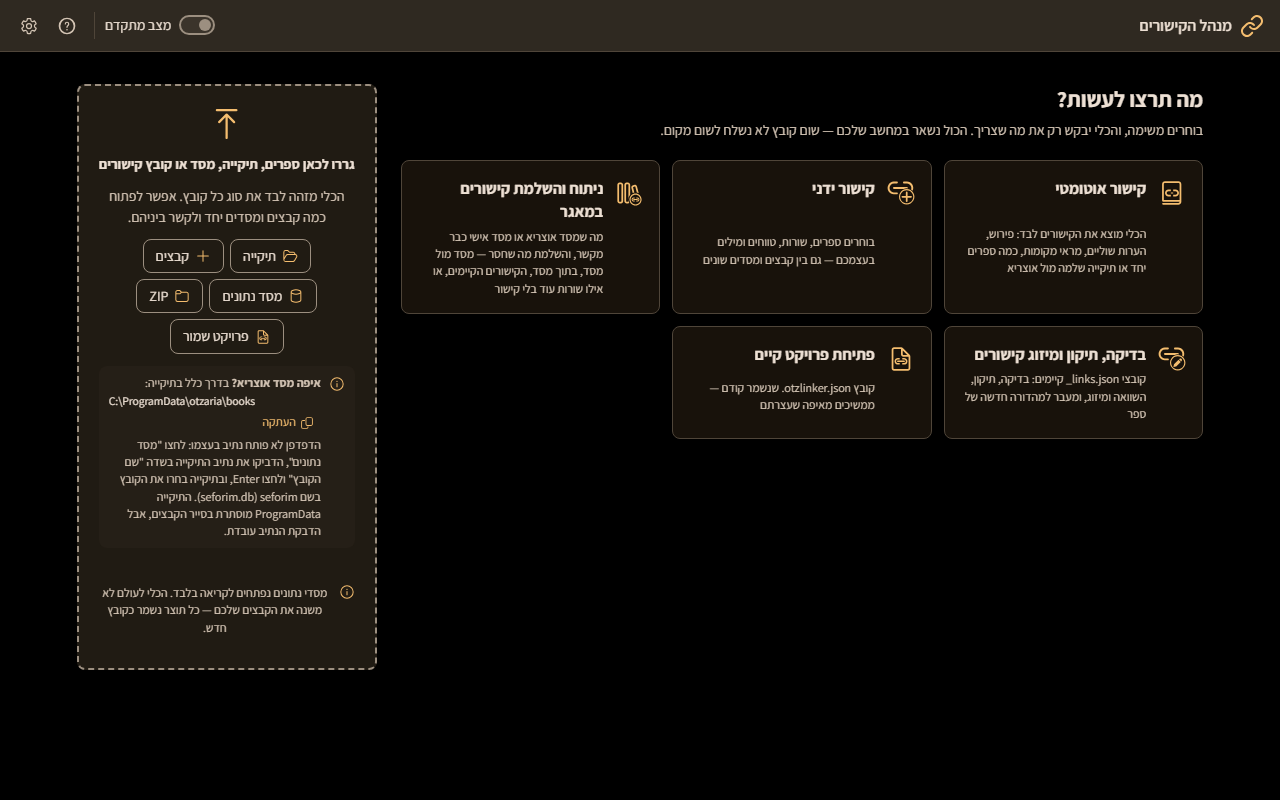 מנהל הקישורים
מצב מתקדם
מה תרצו לעשות?
בוחרים משימה, והכלי יבקש רק את מה שצריך. הכול נשאר במחשב שלכם — שום קובץ לא נשלח לשום מקום.
קישור אוטומטי
הכלי מוצא את הקישורים לבד: פירוש,
הערות שוליים, מראי מקומות, כמה ספרים
יחד או תיקייה שלמה מול אוצריא
קישור ידני
בוחרים ספרים, שורות, טווחים ומילים
בעצמכם — גם בין קבצים ומסדים שונים
ניתוח והשלמת קישורים
במאגר
מה שמסד אוצריא או מסד אישי כבר
מקשר, והשלמת מה שחסר — מסד מול
מסד, בתוך מסד, הקישורים הקיימים, או
אילו שורות עוד בלי קישור
בדיקה, תיקון ומיזוג קישורים
קובצי links.json_ קיימים: בדיקה, תיקון,
השוואה ומיזוג, ומעבר למהדורה חדשה של
ספר
פתיחת פרויקט קיים
קובץ otzlinker.json. שנשמר קודם —
ממשיכים מאיפה שעצרתם
גררו לכאן ספרים, תיקייה, מסד או קובץ קישורים
הכלי מזהה לבד את סוג כל קובץ. אפשר לפתוח
כמה קבצים ומסדים יחד ולקשר ביניהם.
תיקייה
קבצים
מסד נתונים
ZIP
פרויקט שמור
איפה מסד אוצריא? בדרך כלל בתיקייה:
C:\ProgramData\otzaria\books
העתקה
הדפדפן לא פותח נתיב בעצמו: לחצו "מסד
נתונים", הדביקו את נתיב התיקייה בשדה "שם
הקובץ" ולחצו Enter, ובתיקייה בחרו את הקובץ
בשם seforim (seforim.db). התיקייה
ProgramData מוסתרת בסייר הקבצים, אבל
הדבקת הנתיב עובדת.
מסדי נתונים נפתחים לקריאה בלבד. הכלי לעולם לא
משנה את הקבצים שלכם — כל תוצר נשמר כקובץ
חדש.